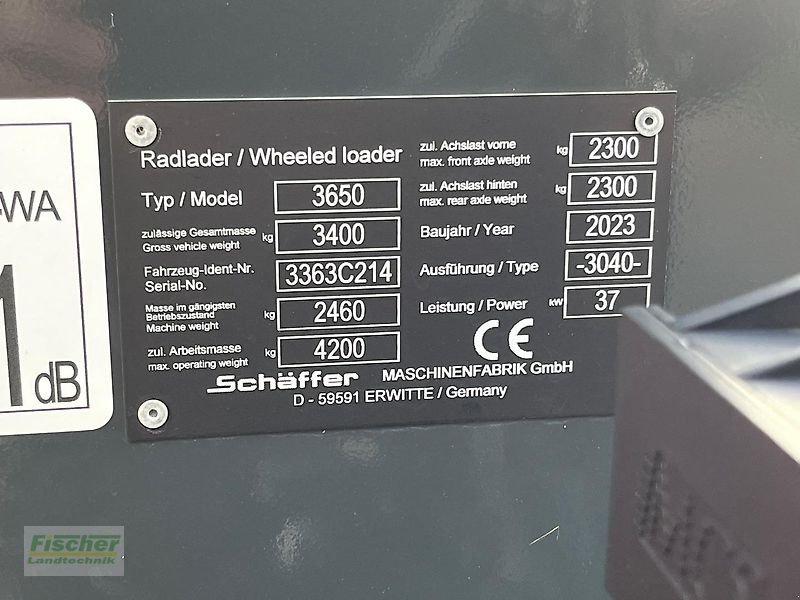 -WA
dB
Radlader / Wheeled loader
Typ / Model 3650
zulässige Gesamtmasse
Gross vehicle weight kg 3400
Fahrzeug-Ident-Nr.
Serial-No. 3363C214
Masse im gängigsten
Betriebszustand
Machine weight kg 2460
zul. Arbeitsmasse
max. operating weight kg 4200
zul. Achslast vorne
max. front axle weight kg 2300
zul. Achslast hinten
max. rear axle weight kg 2300
Baujahr / Year 2023
Ausführung / Type -3040-
Leistung / Power kW 37
CE
Schäffer MASCHINENFABRIK GmbH
D - 59591 ERWITTE / Germany
Fischer
Landtechnik